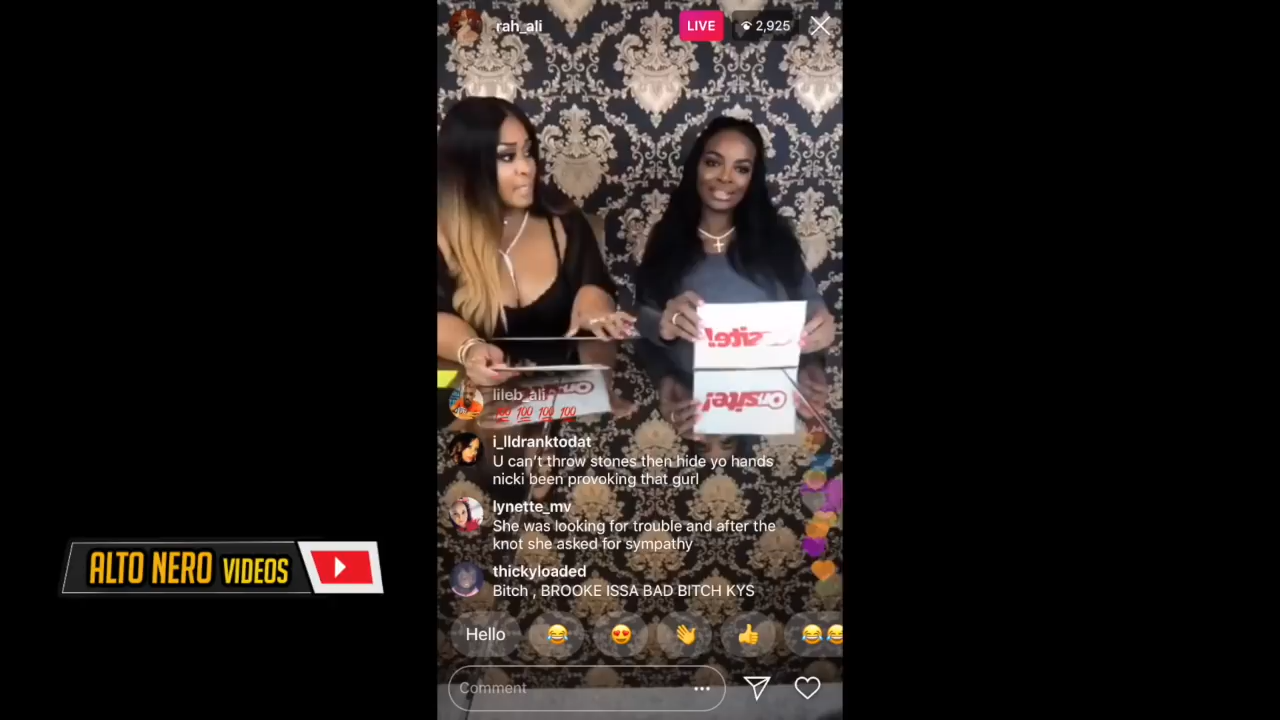 rah_ali
LIVE
2,925
Onsite!
Onsite!
lileb_ali
💯 💯 💯 💯
i_lldranktodat
U can't throw stones then hide yo hands
nicki been provoking that gurl
lynette_mv
She was looking for trouble and after the
knot she asked for sympathy
thickyloaded
Bitch , BROOKE ISSA BAD BITCH KYS
ALTO NERO VIDEOS
Hello 😂 😍 👋 👍 😂😂
Comment